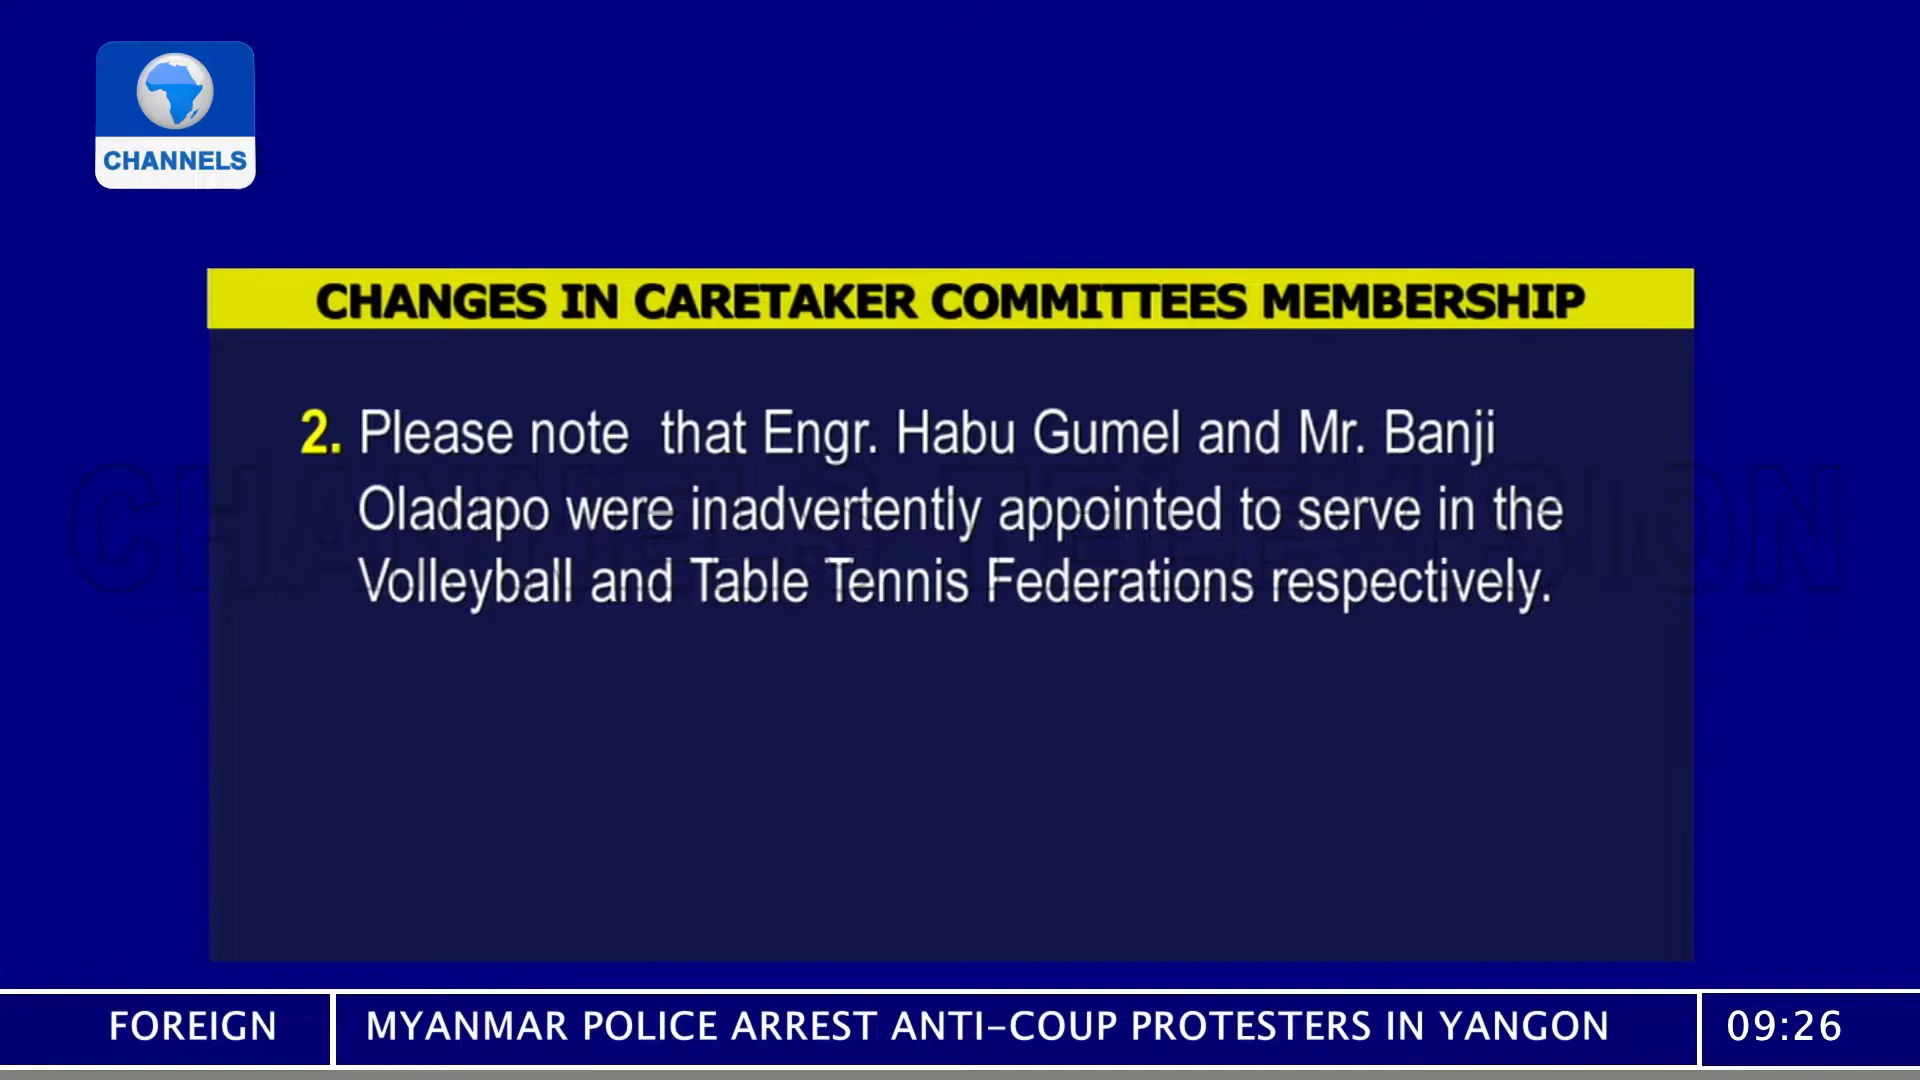 CHANNELS
CHANGES IN CARETAKER COMMITTEES MEMBERSHIP
2. Please note  that Engr. Habu Gumel and Mr. Banji
Oladapo were inadvertently appointed to serve in the
Volleyball and Table Tennis Federations respectively.
CHANNELS TELEVISION
FOREIGN
MYANMAR POLICE ARREST ANTI-COUP PROTESTERS IN YANGON
09:26